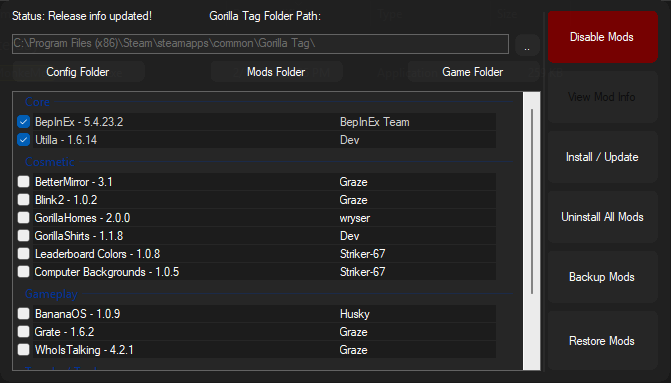 Status: Release info updated! Gorilla Tag Folder Path:
C:\Program Files (x86)\Steam\steamapps\common\Gorilla Tag\ ..
Config Folder Mods Folder Game Folder
Core
BepInEx - 5.4.23.2 BepInEx Team
Utilla - 1.6.14 Dev
Cosmetic
BetterMirror - 3.1 Graze
Blink2 - 1.0.2 Graze
GorillaHomes - 2.0.0 wryser
GorillaShirts - 1.1.8 Dev
Leaderboard Colors - 1.0.8 Striker-67
Computer Backgrounds - 1.0.5 Striker-67
Gameplay
BananaOS - 1.0.9 Husky
Grate - 1.6.2 Graze
WhoIsTalking - 4.2.1 Graze
Disable Mods
View Mod Info
Install / Update
Uninstall All Mods
Backup Mods
Restore Mods